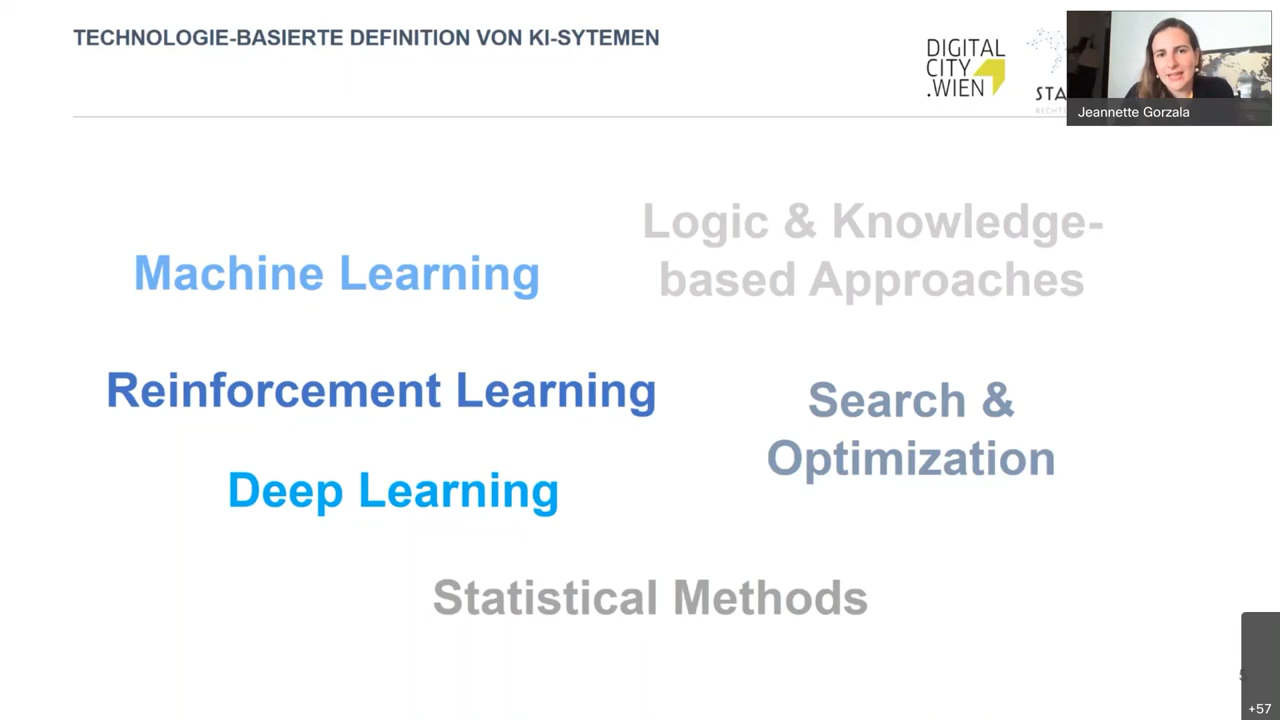 TECHNOLOGIE-BASIERTE DEFINITION VON KI-SYTEMEN
DIGITAL
CITY
.WIEN
STA
Jeannette Gorzala
Logic & Knowledge-
based Approaches
Machine Learning
Reinforcement Learning
Search &
Optimization
Deep Learning
Statistical Methods
+57